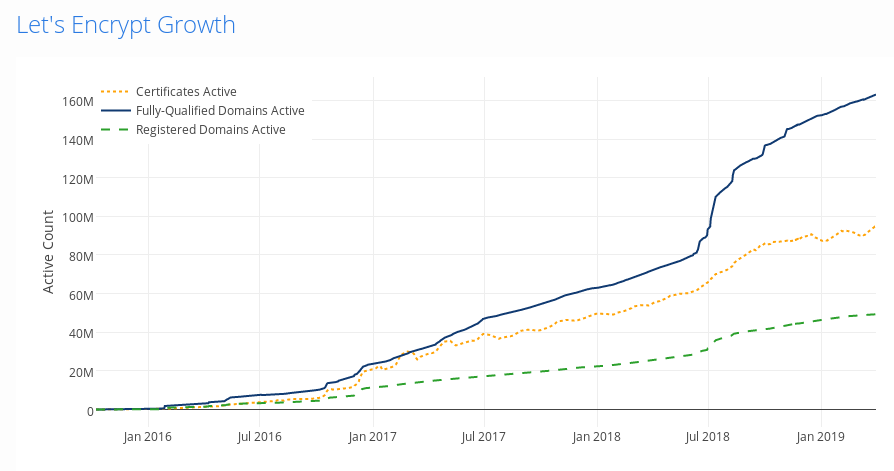 Let's Encrypt Growth
Certificates Active
Fully-Qualified Domains Active
Registered Domains Active
160M
140M
120M
100M
80M
60M
40M
20M
0
Active Count
Jan 2016
Jul 2016
Jan 2017
Jul 2017
Jan 2018
Jul 2018
Jan 2019